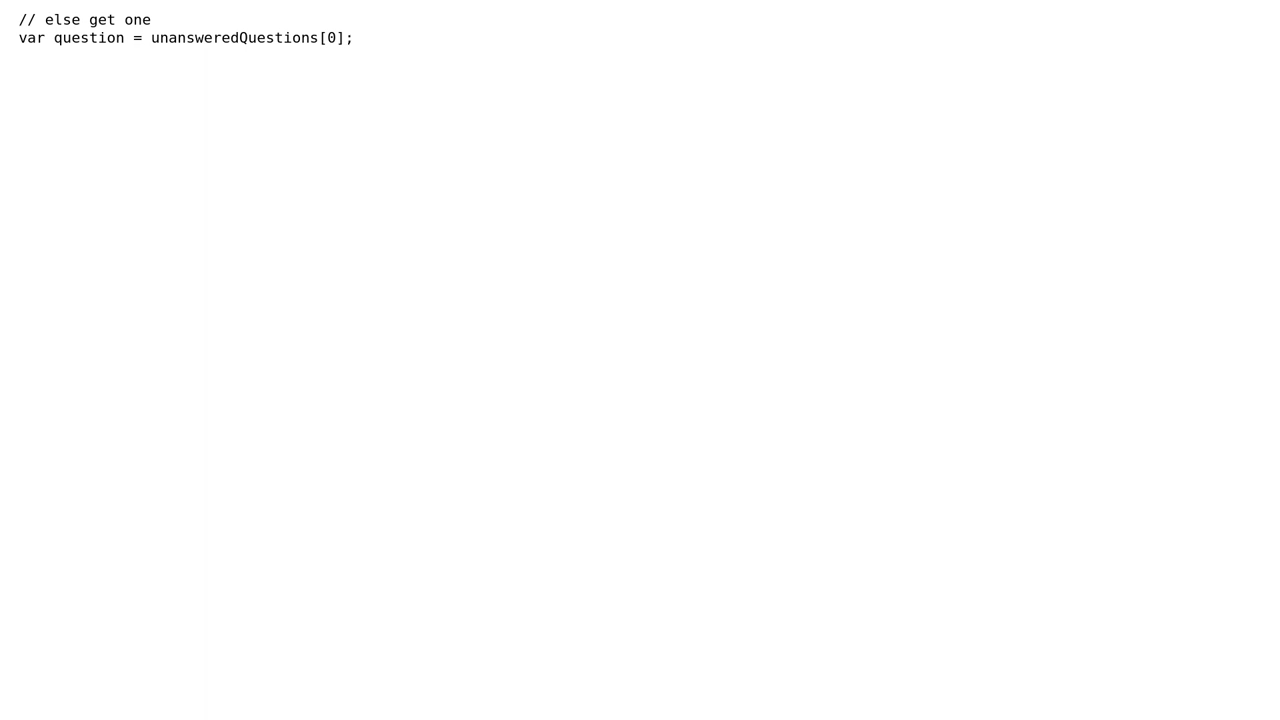 // else get one
var question = unansweredQuestions[0];